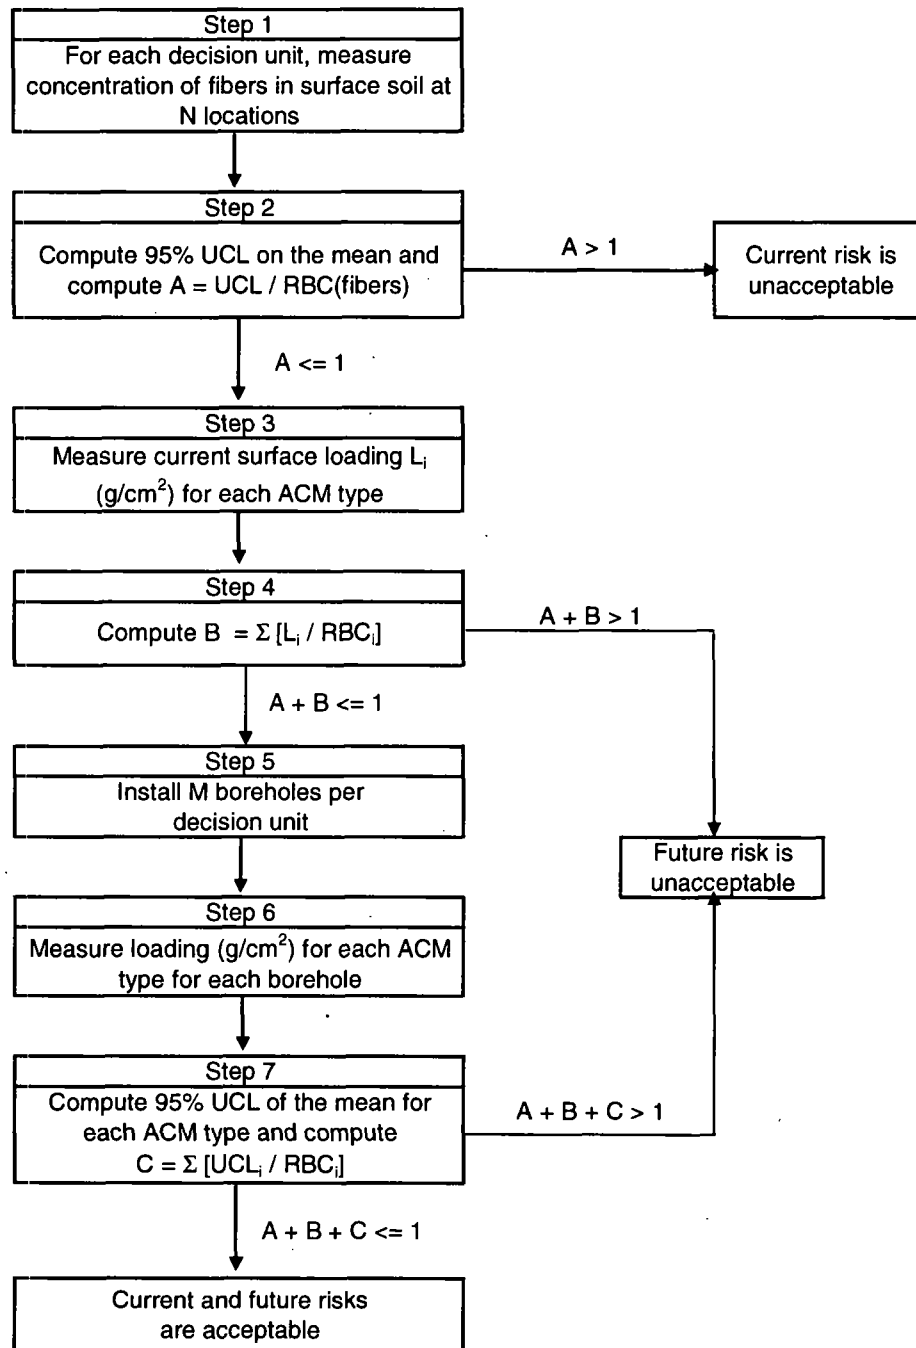 Step 1
For each decision unit, measure
concentration of fibers in surface soil at
N locations
Step 2
Compute 95% UCL on the mean and
compute A = UCL / RBC(fibers)
A > 1
Current risk is
unacceptable
A <= 1
Step 3
Measure current surface loading Lᵢ
(g/cm²) for each ACM type
Step 4
Compute B = Σ [Lᵢ / RBCᵢ]
A + B > 1
A + B <= 1
Step 5
Install M boreholes per
decision unit
Future risk is
unacceptable
Step 6
Measure loading (g/cm²) for each ACM
type for each borehole
Step 7
Compute 95% UCL of the mean for
each ACM type and compute
C = Σ [UCLᵢ / RBCᵢ]
A + B + C > 1
A + B + C <= 1
Current and future risks
are acceptable